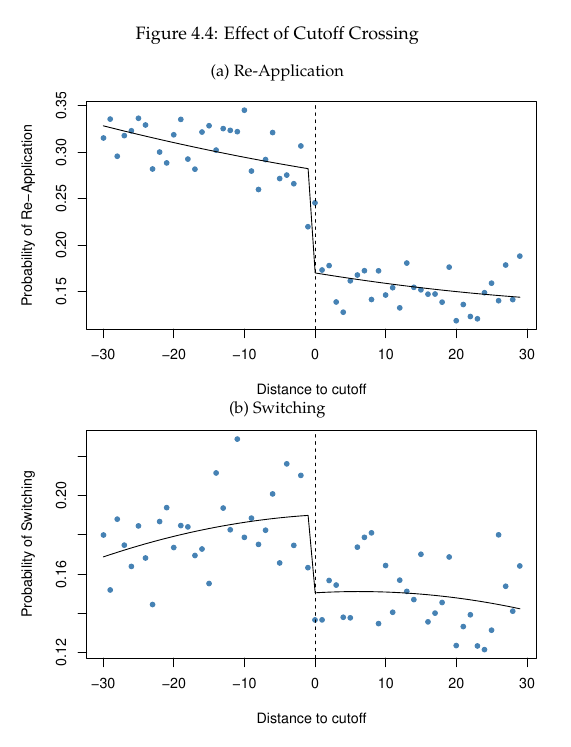 Figure 4.4: Effect of Cutoff Crossing
(a) Re-Application
Probability of Re−Application
0.35
0.30
0.25
0.20
0.15
−30 −20 −10 0 10 20 30
Distance to cutoff
(b) Switching
Probability of Switching
0.20
0.16
0.12
−30 −20 −10 0 10 20 30
Distance to cutoff